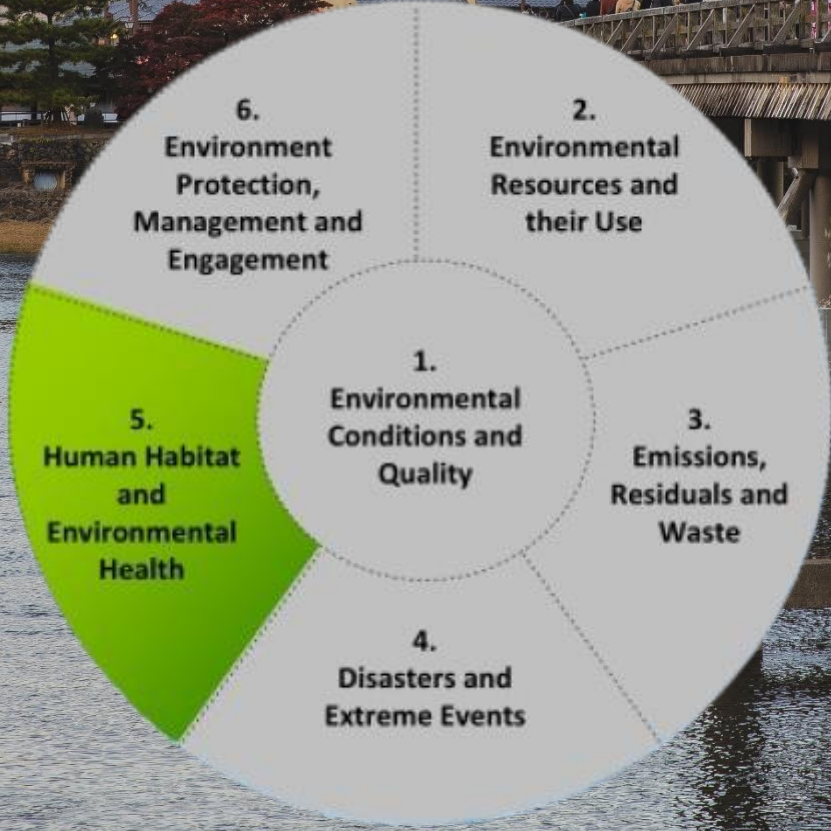 1.
Environmental
Conditions and
Quality
2.
Environmental
Resources and
their Use
3.
Emissions,
Residuals and
Waste
4.
Disasters and
Extreme Events
5.
Human Habitat
and
Environmental
Health
6.
Environment
Protection,
Management and
Engagement